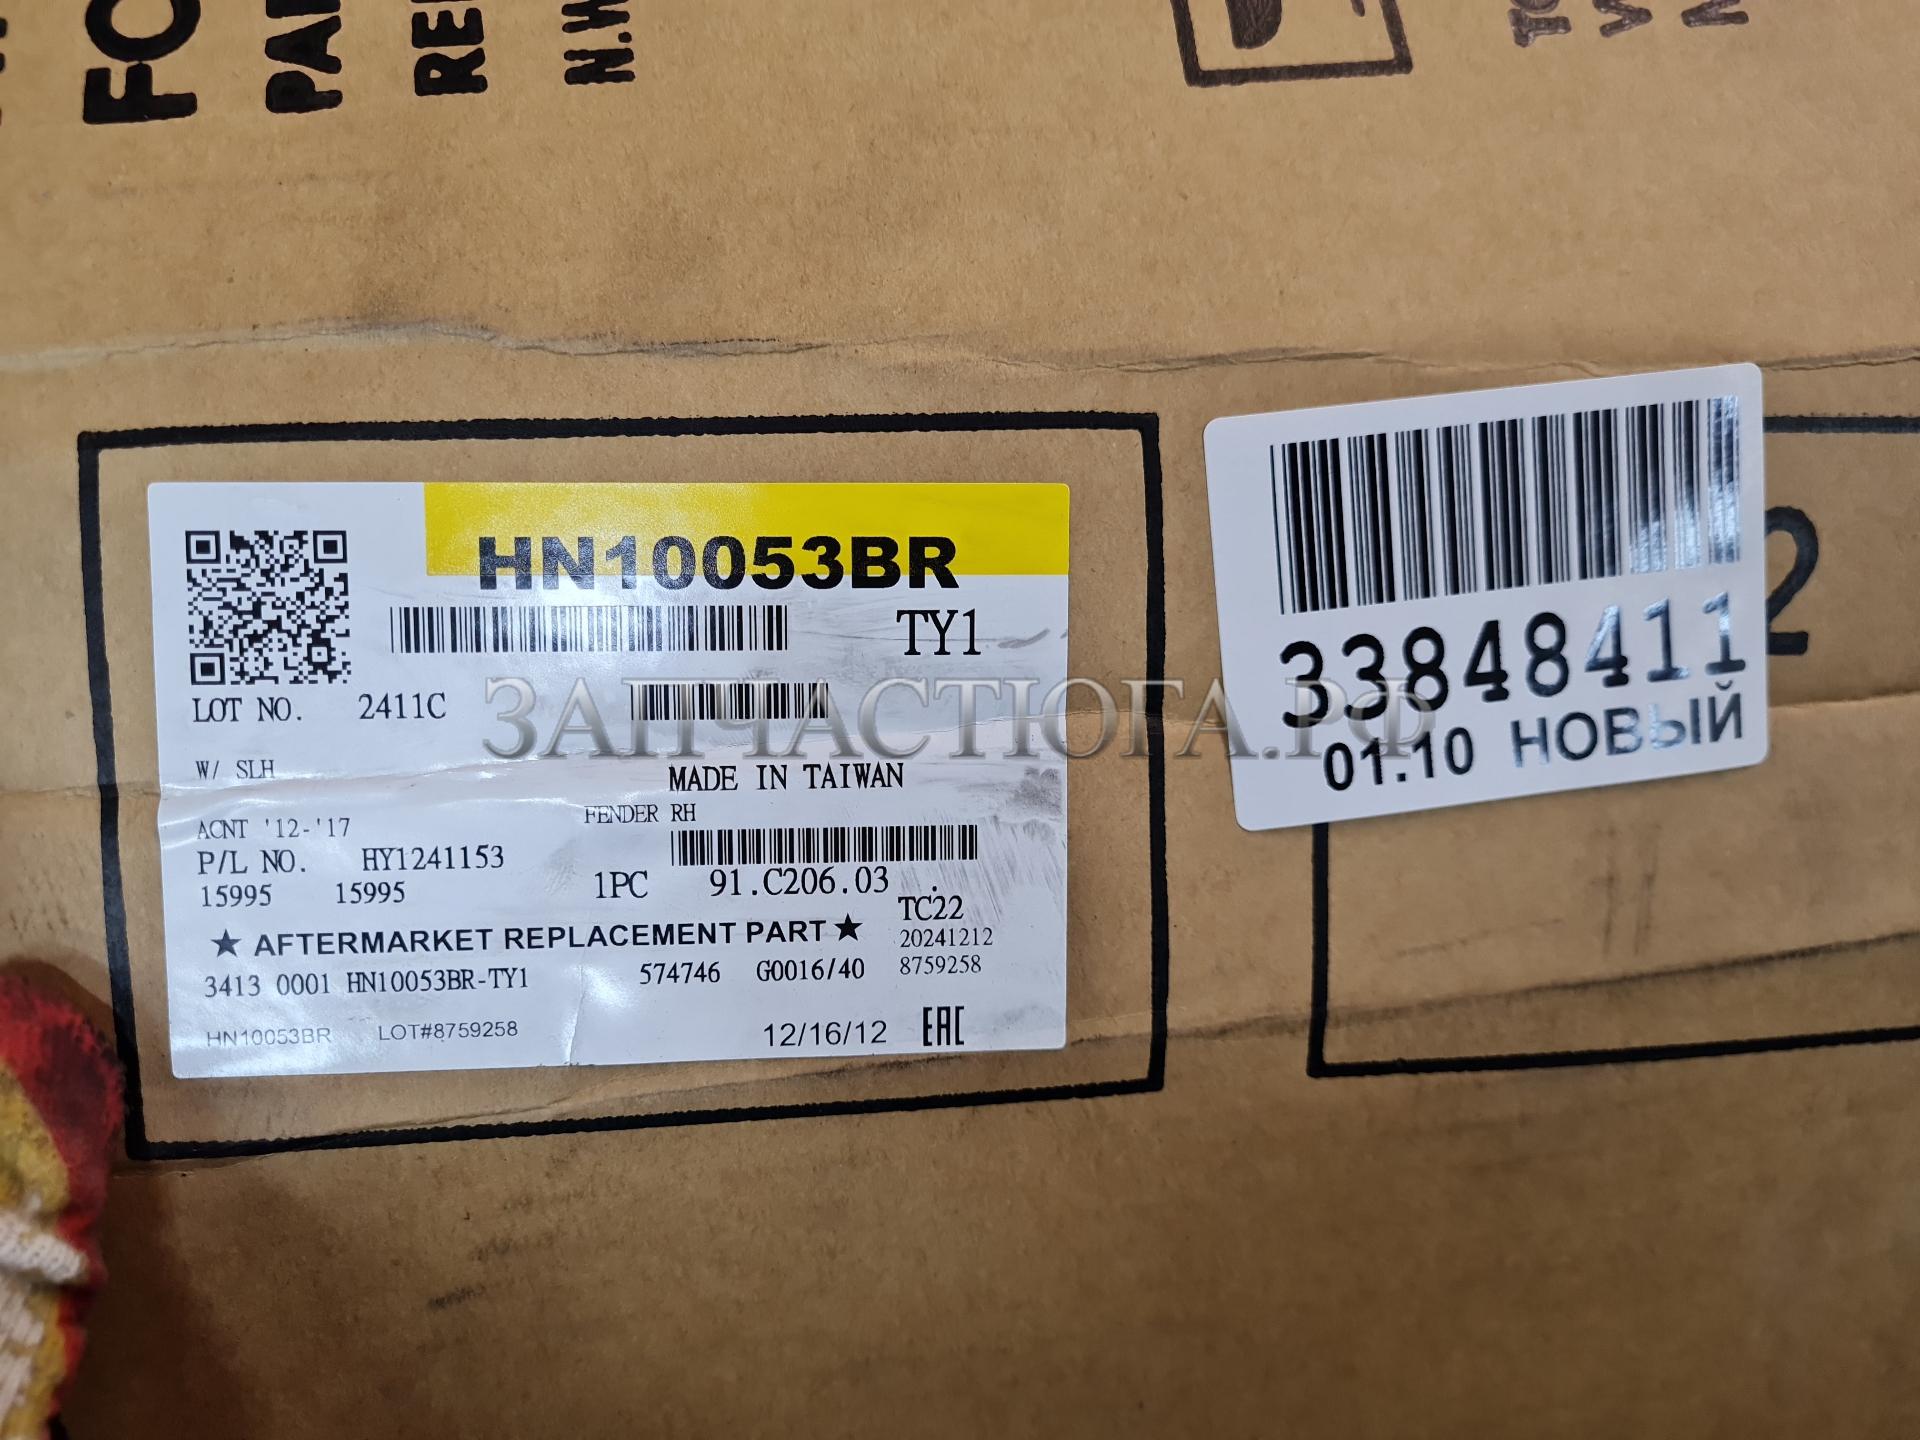 HN10053BR
TY1
LOT NO. 2411C
W/ SLH
MADE IN TAIWAN
ACNT '12-'17
FENDER RH
P/L NO. HY1241153
15995 15995
1PC 91.C206.03
TC22
★ AFTERMARKET REPLACEMENT PART ★
20241212
3413 0001 HN10053BR-TY1 574746 G0016/40
8759258
HN10053BR LOT#8759258
12/16/12 EAC
33848411
01.10 НОВЫЙ
2
ЗАПЧАСТЮГА.РФ